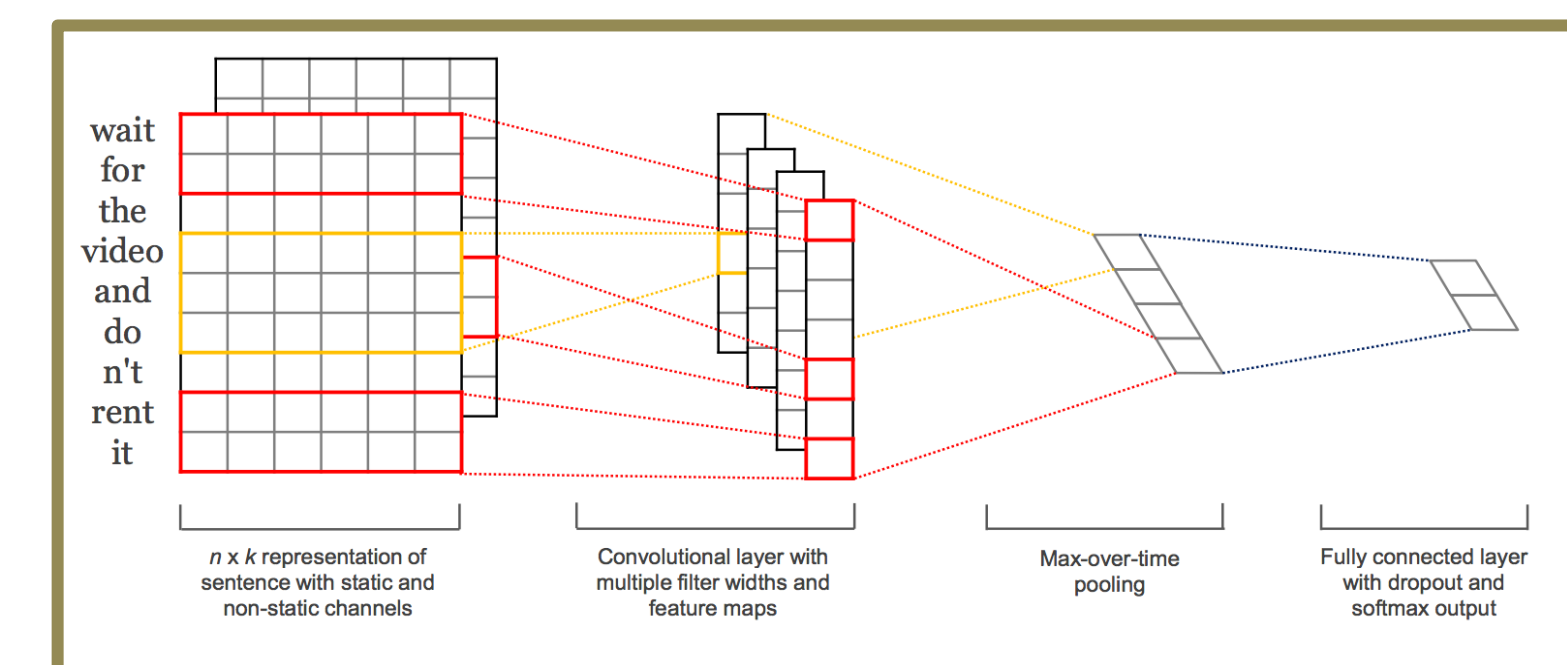 wait
for
the
video
and
do
n't
rent
it
n x k representation of
sentence with static and
non-static channels
Convolutional layer with
multiple filter widths and
feature maps
Max-over-time
pooling
Fully connected layer
with dropout and
softmax output